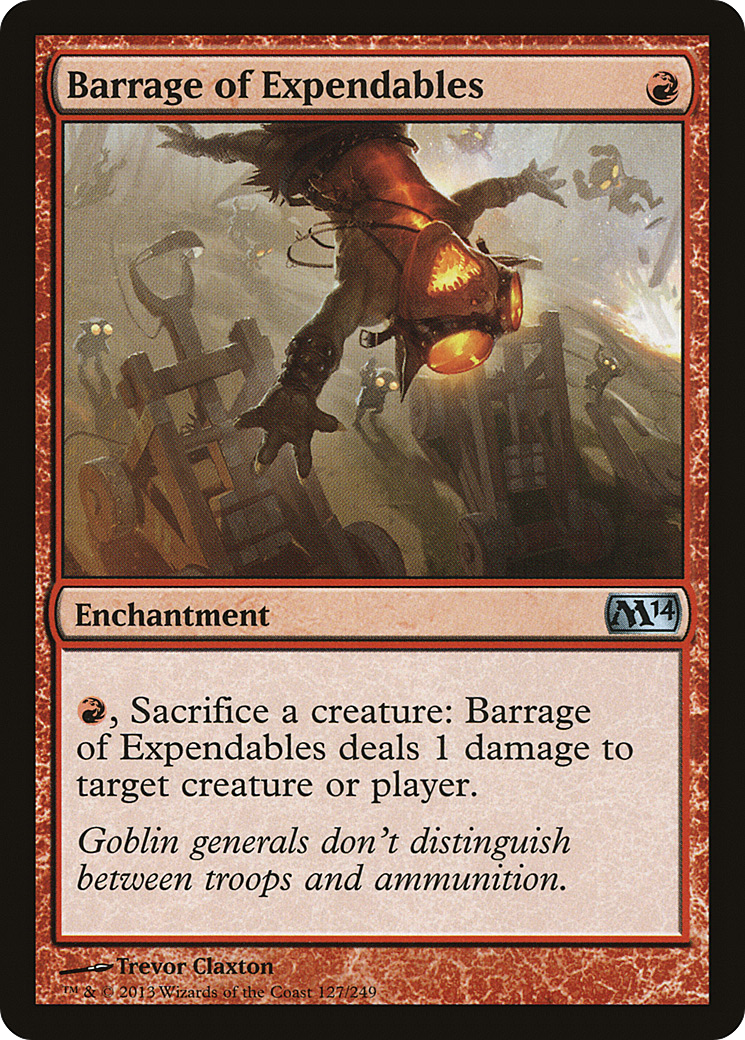 Barrage of Expendables
Enchantment
M14
, Sacrifice a creature: Barrage
of Expendables deals 1 damage to
target creature or player.
Goblin generals don't distinguish
between troops and ammunition.
Trevor Claxton
™ & © 2013 Wizards of the Coast 127/249